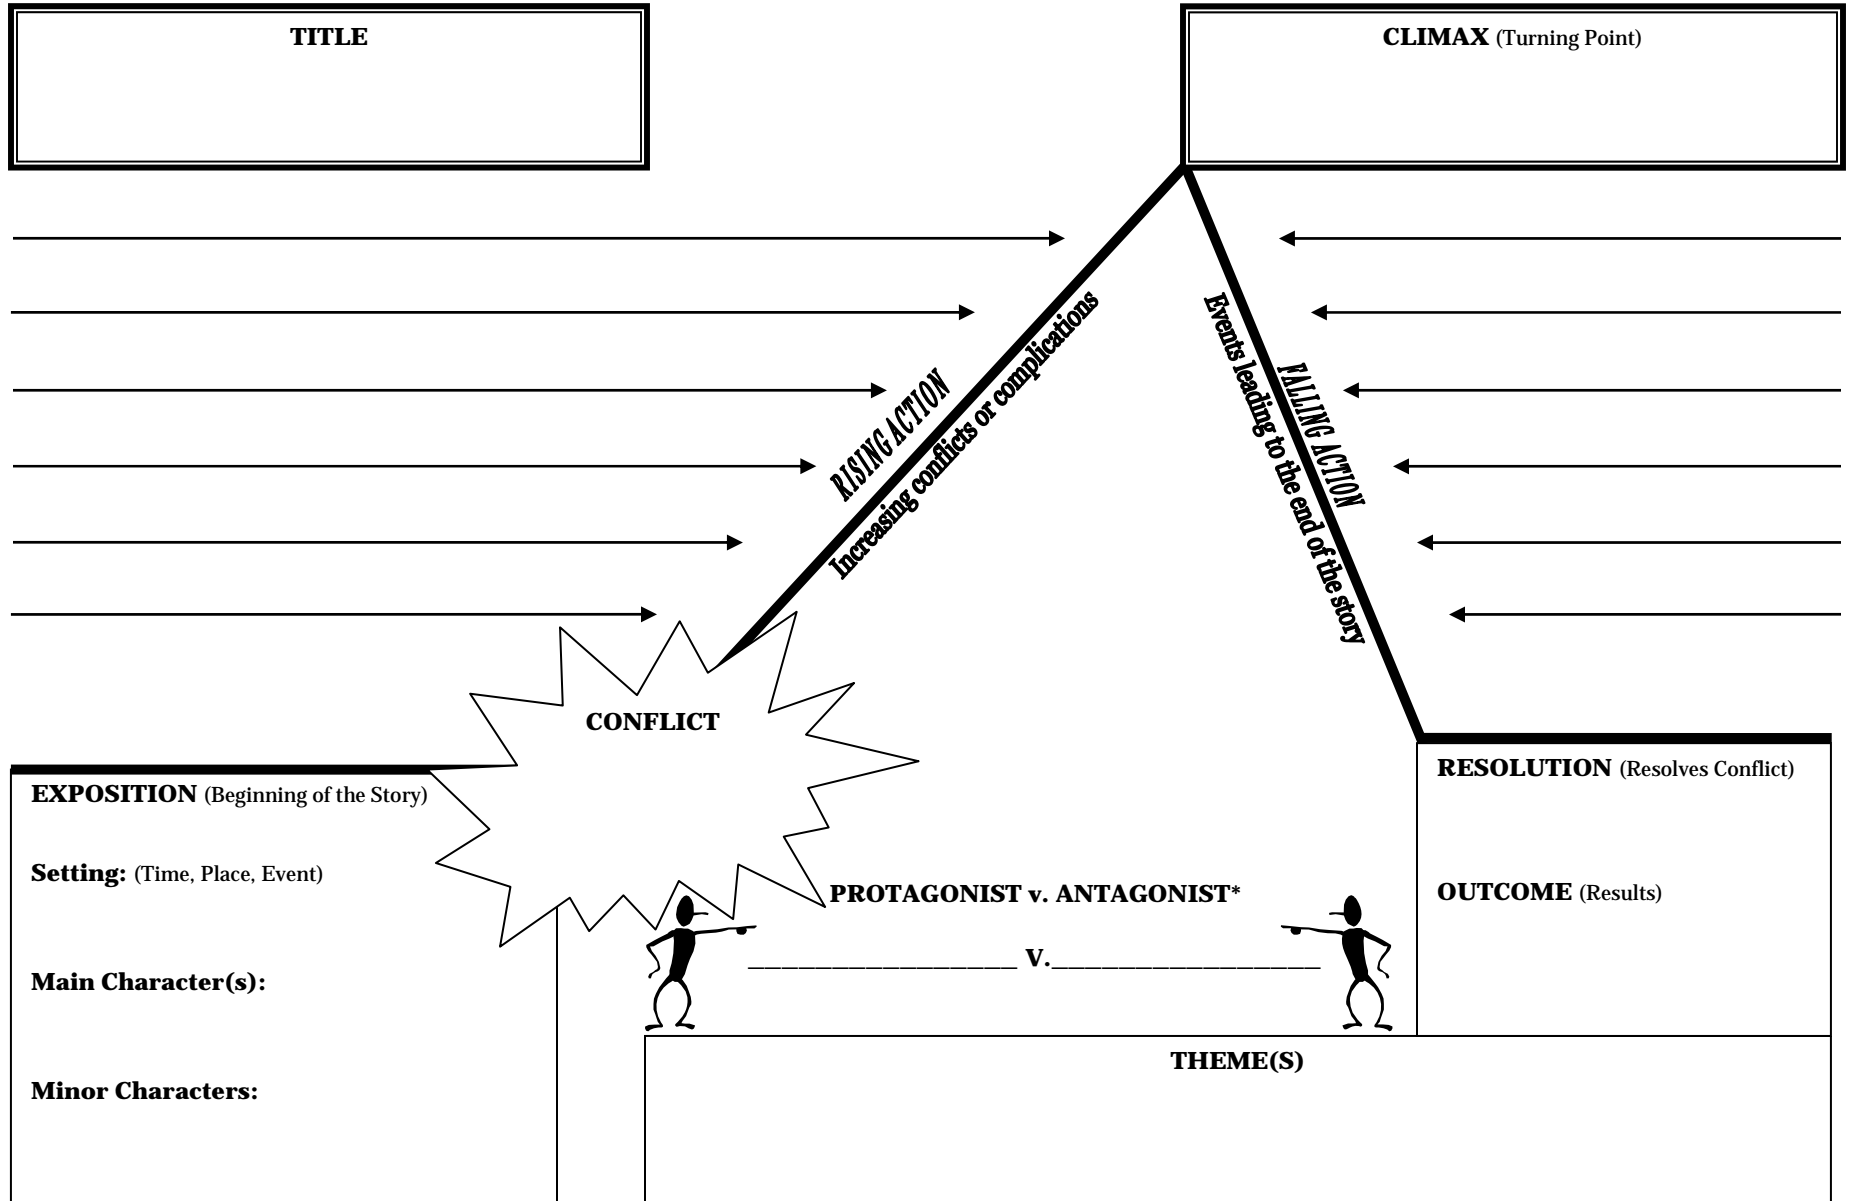 TITLE
CLIMAX (Turning Point)
RISING ACTION
Increasing conflicts or complications
FALLING ACTION
Events leading to the end of the story
CONFLICT
EXPOSITION (Beginning of the Story)
Setting: (Time, Place, Event)
Main Character(s):
Minor Characters:
PROTAGONIST v. ANTAGONIST*
___________________ V.___________________
RESOLUTION (Resolves Conflict)
OUTCOME (Results)
THEME(S)